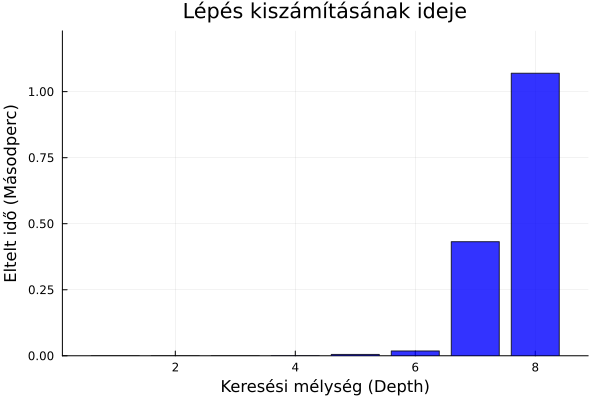 Lépés kiszámításának ideje
Eltelt idő (Másodperc)
1.00
0.75
0.50
0.25
0.00
2 4 6 8
Keresési mélység (Depth)